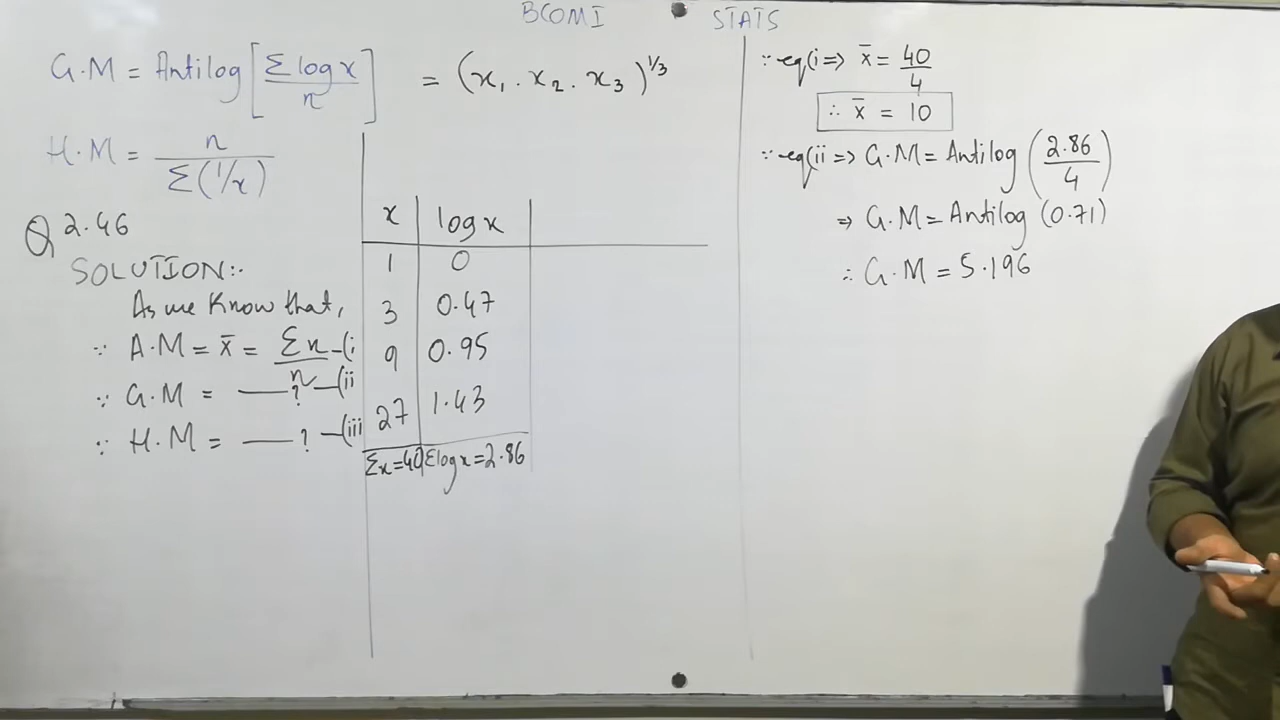 BCOMI STATS
G.M = Antilog [Σ log x / n] = (x₁ . x₂ . x₃)^1/3
H.M = n / Σ(1/x)
Q 2.46
SOLUTION:-
As we know that,
∵ A.M = x̄ = Σx / n —(i
∵ G.M = —— ? —(ii
∵ H.M = —— ? —(iii
x log x
1 0
3 0.47
9 0.95
27 1.43
Σx=40 Σlogx=2.86
∵ eq(i => x̄ = 40 / 4
∴ x̄ = 10
∵ eq(ii => G.M = Antilog (2.86 / 4)
=> G.M = Antilog (0.71)
∴ G.M = 5.196